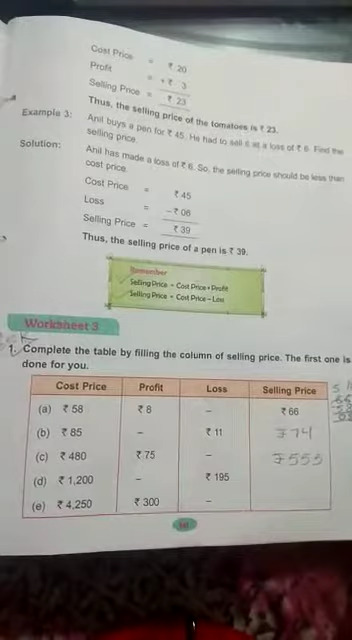 Cost Price = ₹ 20
Profit = + ₹ 3
Selling Price = ₹ 23
Thus, the selling price of the tomatoes is ₹ 23.
Example 3: Anil buys a pen for ₹ 45. He had to sell it at a loss of ₹ 6. Find the
selling price.
Solution: Anil has made a loss of ₹ 6. So, the selling price should be less than
cost price.
Cost Price = ₹ 45
Loss = – ₹ 06
Selling Price = ₹ 39
Thus, the selling price of a pen is ₹ 39.
Remember
Selling Price = Cost Price + Profit
Selling Price = Cost Price – Loss
Worksheet 3
1. Complete the table by filling the column of selling price. The first one is
done for you.
Cost Price Profit Loss Selling Price
(a) ₹ 58 ₹ 8 – ₹ 66
(b) ₹ 85 – ₹ 11 ₹74
(c) ₹ 480 ₹ 75 – ₹555
(d) ₹ 1,200 – ₹ 195
(e) ₹ 4,250 ₹ 300 –